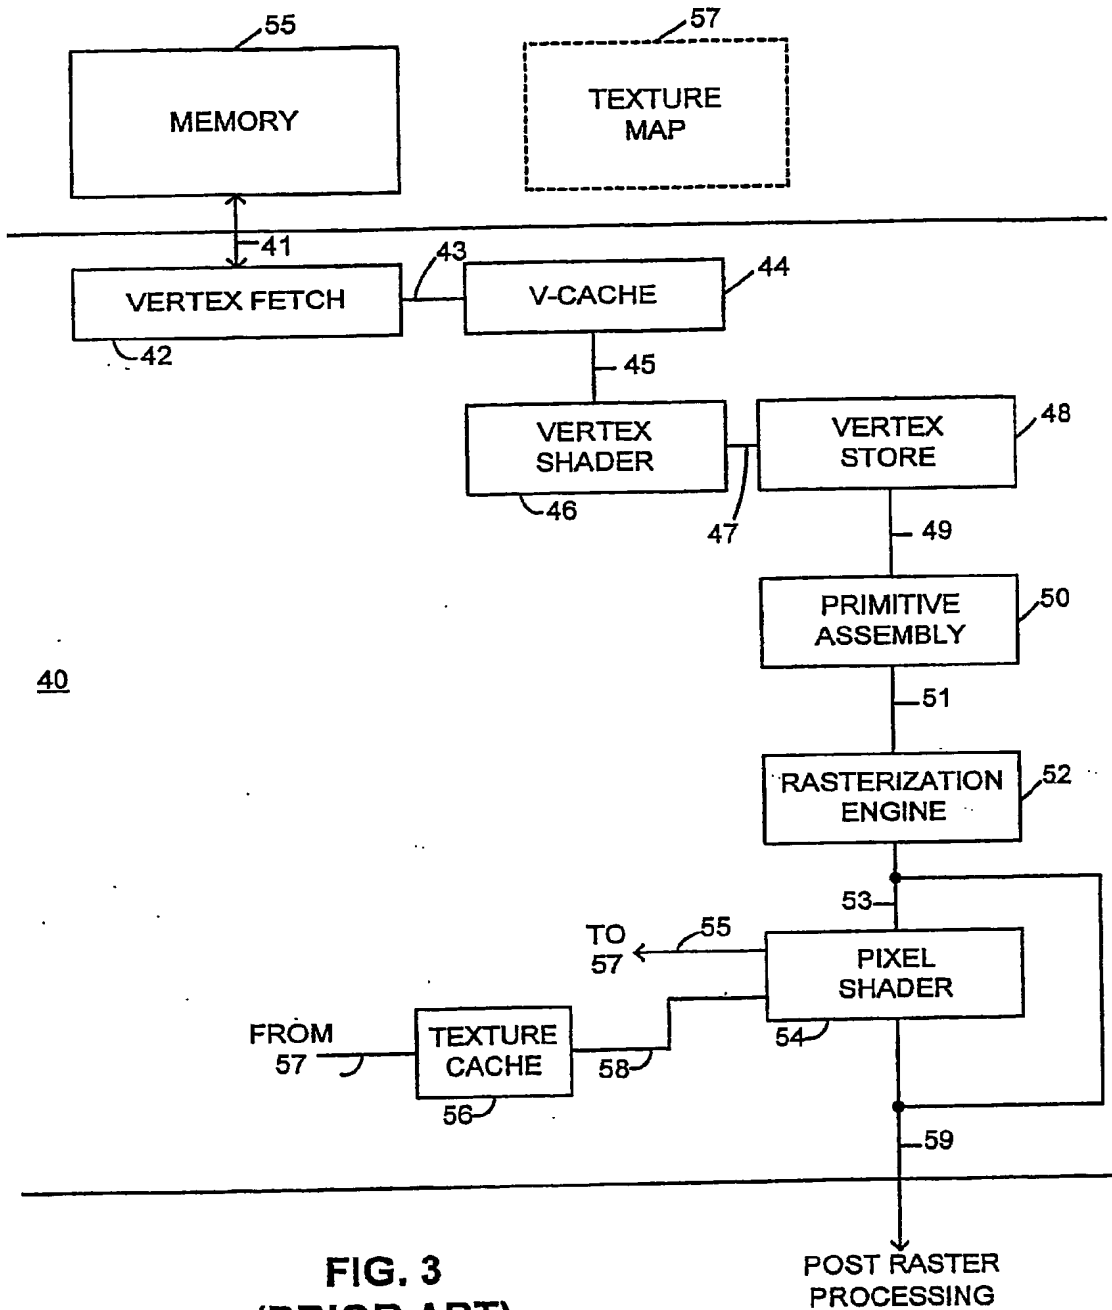 55
57
MEMORY
TEXTURE
MAP
41
43
44
VERTEX FETCH
V-CACHE
42
45
VERTEX
SHADER
VERTEX
STORE
48
46
47
49
PRIMITIVE
ASSEMBLY
50
40
51
RASTERIZATION
ENGINE
52
53
TO
57
55
PIXEL
SHADER
54
FROM
57
TEXTURE
CACHE
58
56
59
FIG. 3
(PRIOR ART)
POST RASTER
PROCESSING